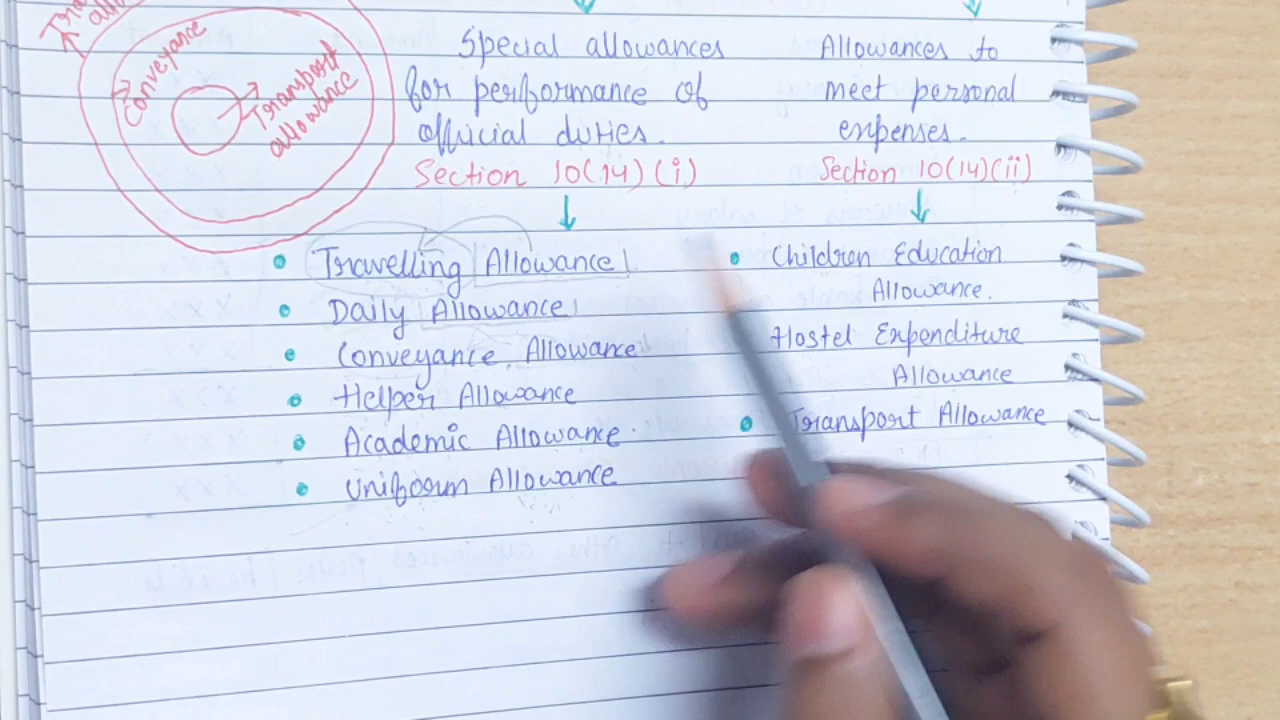 Conveyance
Transport
allowance
Special allowances
for performance of
official duties.
Section 10(14)(i)
Travelling Allowance
Daily Allowance
Conveyance Allowance
Helper Allowance
Academic Allowance
Uniform Allowance
Allowances to
meet personal
expenses.
Section 10(14)(ii)
Children Education
Allowance.
Hostel Expenditure
Allowance
Transport Allowance